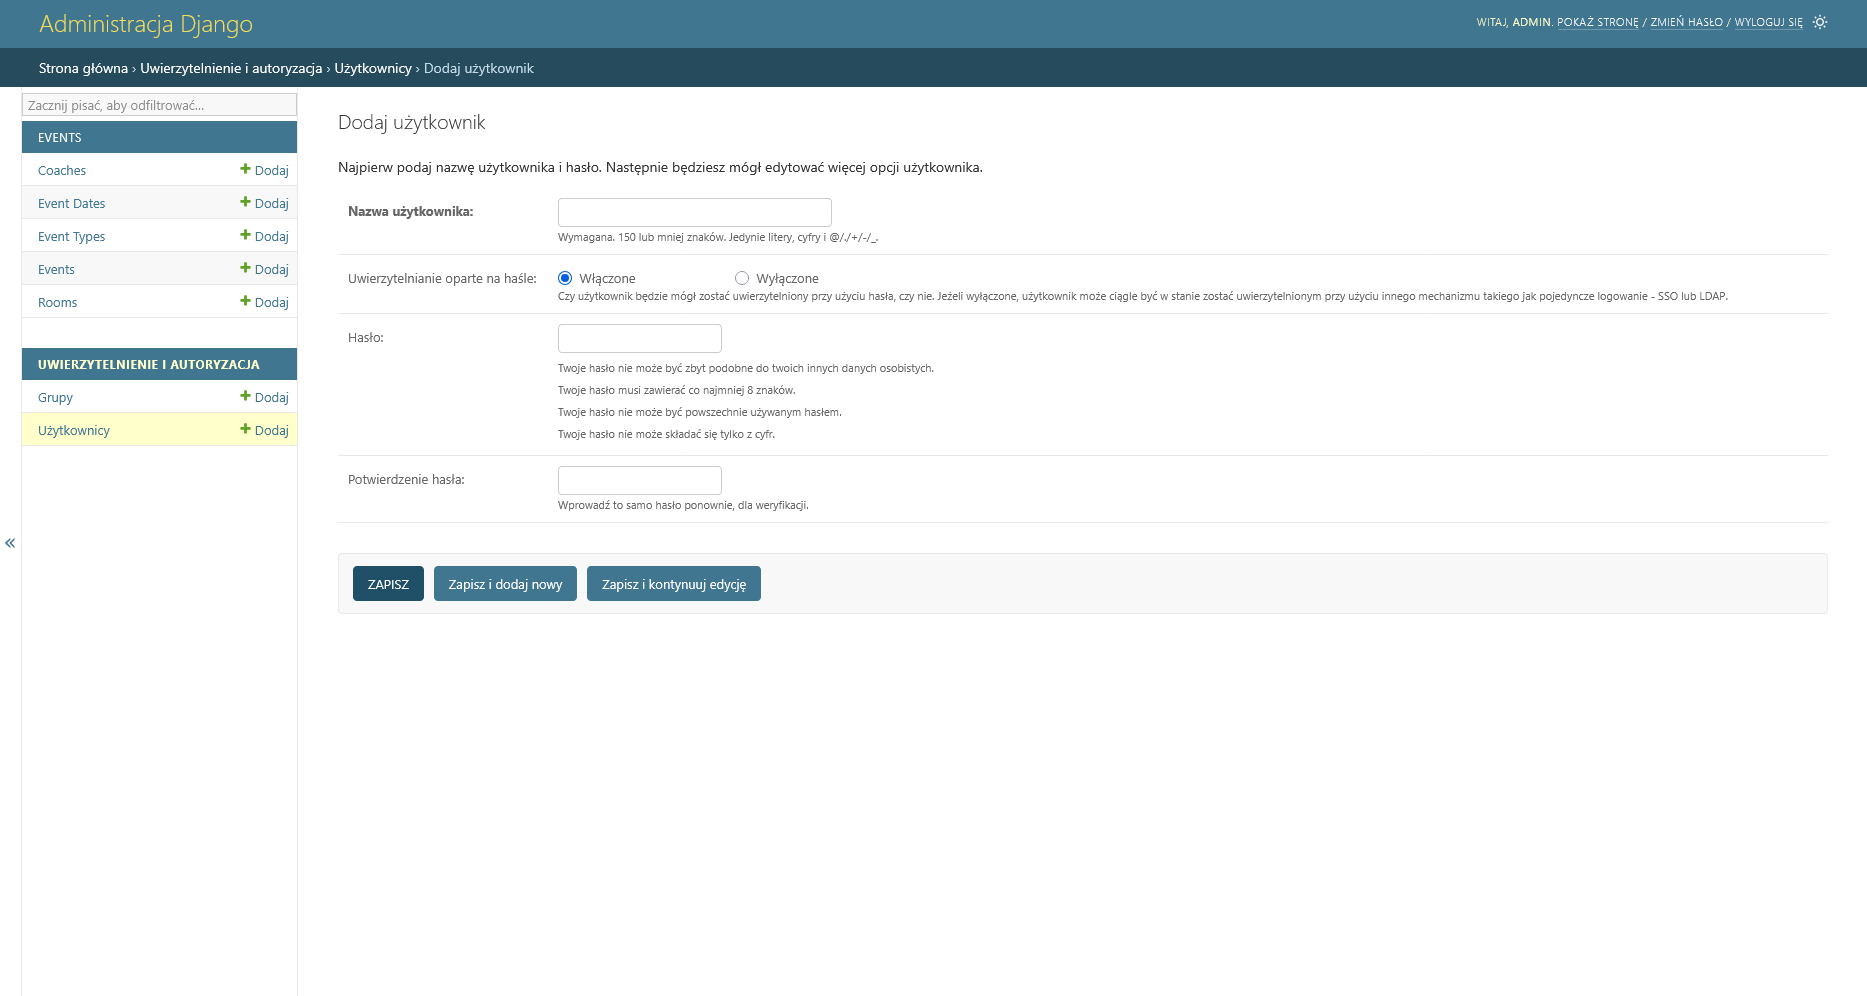 Administracja Django
WITAJ, ADMIN. POKAŻ STRONĘ / ZMIEŃ HASŁO / WYLOGUJ SIĘ
Strona główna › Uwierzytelnienie i autoryzacja › Użytkownicy › Dodaj użytkownik
Zacznij pisać, aby odfiltrować...
EVENTS
Coaches Dodaj
Event Dates Dodaj
Event Types Dodaj
Events Dodaj
Rooms Dodaj
UWIERZYTELNIENIE I AUTORYZACJA
Grupy Dodaj
Użytkownicy Dodaj
«
Dodaj użytkownik
Najpierw podaj nazwę użytkownika i hasło. Następnie będziesz mógł edytować więcej opcji użytkownika.
Nazwa użytkownika:
Wymagana. 150 lub mniej znaków. Jedynie litery, cyfry i @/./+/-/_.
Uwierzytelnianie oparte na haśle: Włączone Wyłączone
Czy użytkownik będzie mógł zostać uwierzytelniony przy użyciu hasła, czy nie. Jeżeli wyłączone, użytkownik może ciągle być w stanie zostać uwierzytelnionym przy użyciu innego mechanizmu takiego jak pojedyncze logowanie - SSO lub LDAP.
Hasło:
Twoje hasło nie może być zbyt podobne do twoich innych danych osobistych.
Twoje hasło musi zawierać co najmniej 8 znaków.
Twoje hasło nie może być powszechnie używanym hasłem.
Twoje hasło nie może składać się tylko z cyfr.
Potwierdzenie hasła:
Wprowadź to samo hasło ponownie, dla weryfikacji.
ZAPISZ Zapisz i dodaj nowy Zapisz i kontynuuj edycję